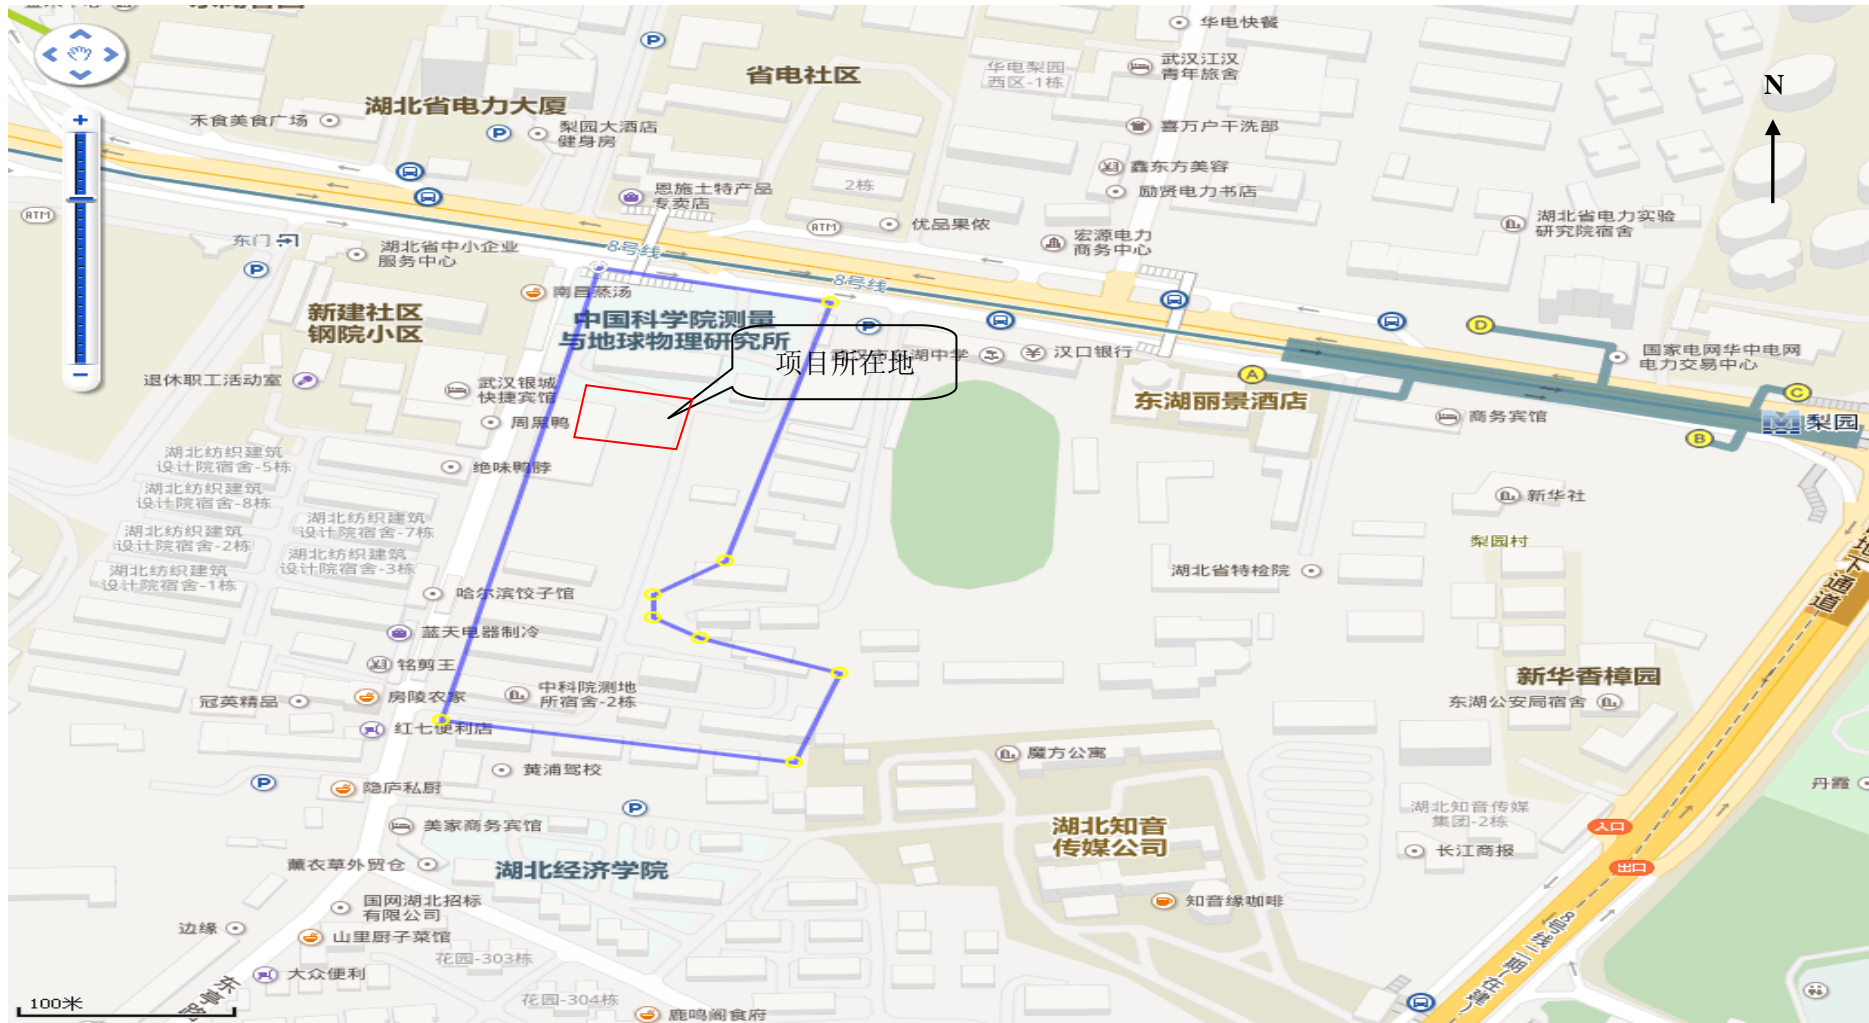 华电快餐
省电社区
华电梨园
西区-1栋
武汉江汉
青年旅舍
N
湖北省电力大厦
禾食美食广场
梨园大酒店
健身房
喜万户干洗部
鑫东方美容
励贤电力书店
2栋
恩施土特产品
专卖店
ATM
ATM
优品果侬
湖北省电力实验
研究院宿舍
宏源电力
商务中心
东门
湖北省中小企业
服务中心
8号线
8号线
南昌蒸汤
新建社区
钢院小区
中国科学院测量
与地球物理研究所
项目所在地
汉口银行
D
国家电网华中电网
电力交易中心
退休职工活动室
武汉银城
快捷宾馆
A
C
东湖丽景酒店
商务宾馆
梨园
B
周黑鸭
绝味鸭脖
湖北纺织建筑
设计院宿舍-5栋
湖北纺织建筑
设计院宿舍-8栋
湖北纺织建筑
设计院宿舍-7栋
湖北纺织建筑
设计院宿舍-2栋
湖北纺织建筑
设计院宿舍-3栋
湖北纺织建筑
设计院宿舍-1栋
新华社
梨园村
湖北省特检院
地下通道
哈尔滨饺子馆
蓝天电器制冷
铭剪王
房陵农家
中科院测地
所宿舍-2栋
冠英精品
红七便利店
新华香樟园
东湖公安局宿舍
魔方公寓
黄浦驾校
隐庐私厨
丹霞
美家商务宾馆
湖北知音
传媒公司
湖北知音传媒
集团-2栋
入口
长江商报
出口
薰衣草外贸仓
湖北经济学院
国网湖北招标
有限公司
知音缘咖啡
边缘
山里厨子菜馆
花园-303栋
8号线二期(在建)
大众便利
东亭路
花园-304栋
鹿鸣阁食府
100米